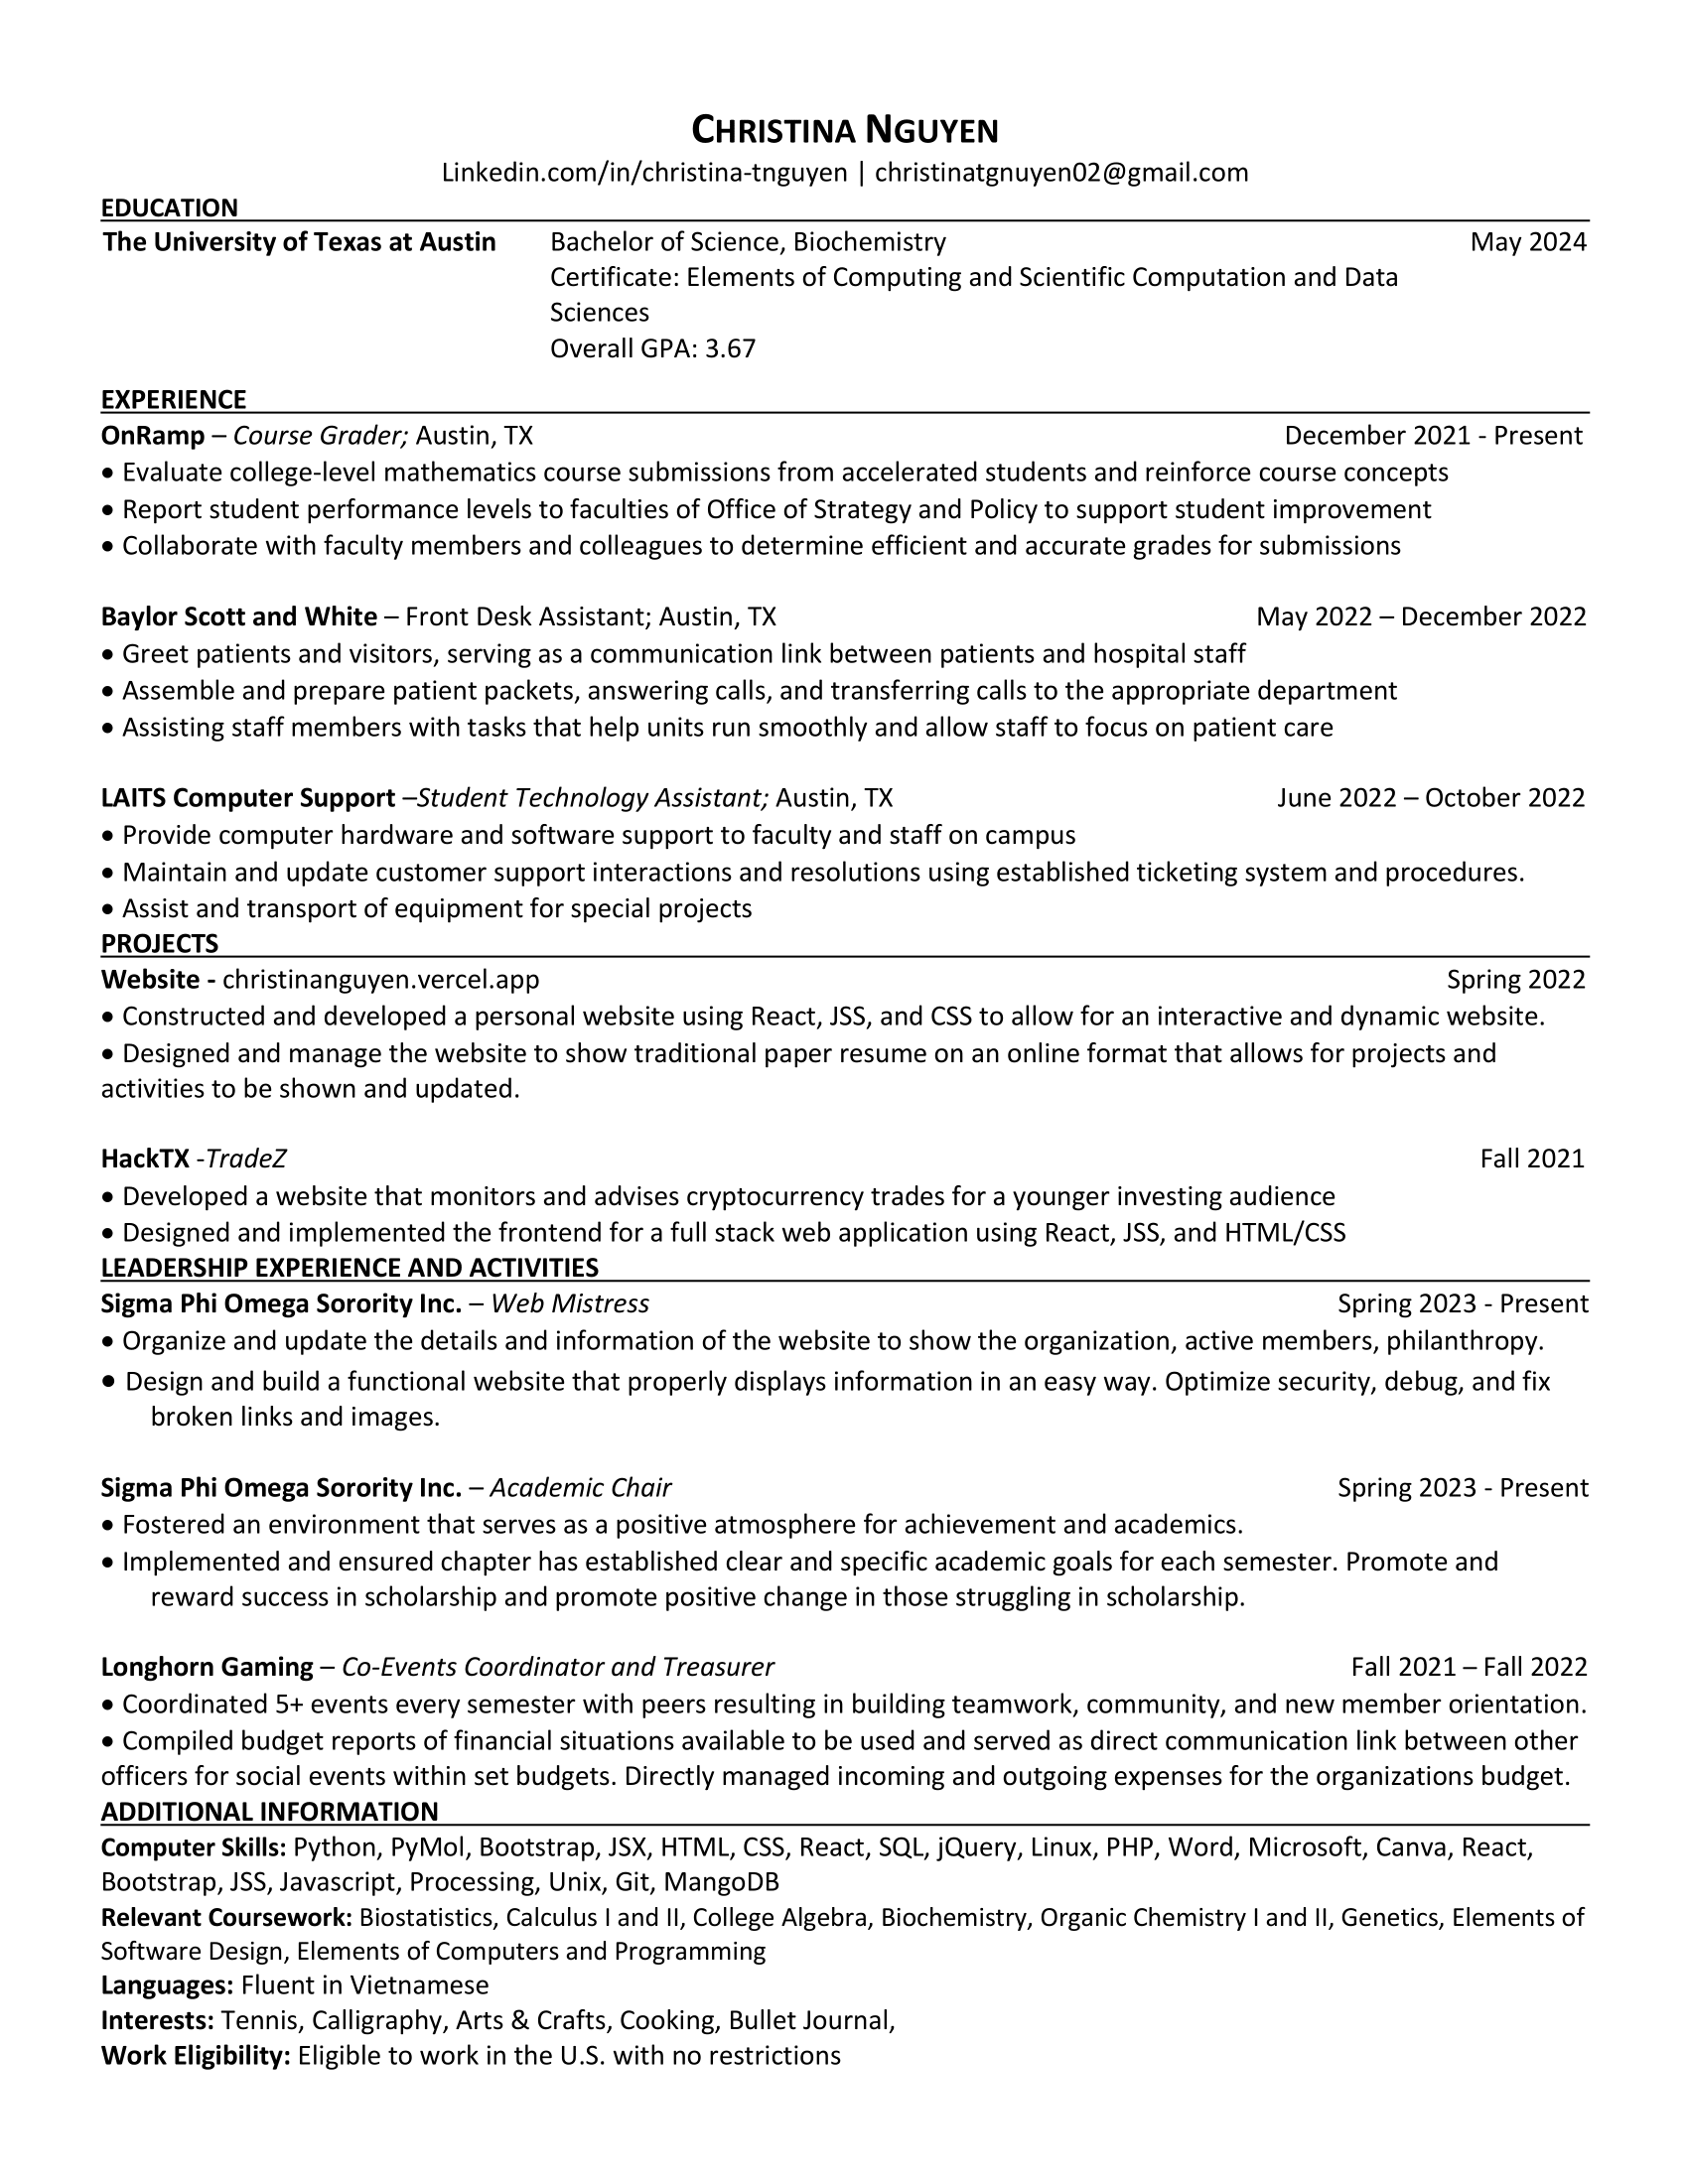 CHRISTINA NGUYEN
Linkedin.com/in/christina-tnguyen | christinatgnuyen02@gmail.com
EDUCATION
The University of Texas at Austin Bachelor of Science, Biochemistry May 2024
Certificate: Elements of Computing and Scientific Computation and Data
Sciences
Overall GPA: 3.67
EXPERIENCE
OnRamp – Course Grader; Austin, TX December 2021 - Present
• Evaluate college-level mathematics course submissions from accelerated students and reinforce course concepts
• Report student performance levels to faculties of Office of Strategy and Policy to support student improvement
• Collaborate with faculty members and colleagues to determine efficient and accurate grades for submissions
Baylor Scott and White – Front Desk Assistant; Austin, TX May 2022 – December 2022
• Greet patients and visitors, serving as a communication link between patients and hospital staff
• Assemble and prepare patient packets, answering calls, and transferring calls to the appropriate department
• Assisting staff members with tasks that help units run smoothly and allow staff to focus on patient care
LAITS Computer Support –Student Technology Assistant; Austin, TX June 2022 – October 2022
• Provide computer hardware and software support to faculty and staff on campus
• Maintain and update customer support interactions and resolutions using established ticketing system and procedures.
• Assist and transport of equipment for special projects
PROJECTS
Website - christinanguyen.vercel.app Spring 2022
• Constructed and developed a personal website using React, JSS, and CSS to allow for an interactive and dynamic website.
• Designed and manage the website to show traditional paper resume on an online format that allows for projects and
activities to be shown and updated.
HackTX -TradeZ Fall 2021
• Developed a website that monitors and advises cryptocurrency trades for a younger investing audience
• Designed and implemented the frontend for a full stack web application using React, JSS, and HTML/CSS
LEADERSHIP EXPERIENCE AND ACTIVITIES
Sigma Phi Omega Sorority Inc. – Web Mistress Spring 2023 - Present
• Organize and update the details and information of the website to show the organization, active members, philanthropy.
• Design and build a functional website that properly displays information in an easy way. Optimize security, debug, and fix
broken links and images.
Sigma Phi Omega Sorority Inc. – Academic Chair Spring 2023 - Present
• Fostered an environment that serves as a positive atmosphere for achievement and academics.
• Implemented and ensured chapter has established clear and specific academic goals for each semester. Promote and
reward success in scholarship and promote positive change in those struggling in scholarship.
Longhorn Gaming – Co-Events Coordinator and Treasurer Fall 2021 – Fall 2022
• Coordinated 5+ events every semester with peers resulting in building teamwork, community, and new member orientation.
• Compiled budget reports of financial situations available to be used and served as direct communication link between other
officers for social events within set budgets. Directly managed incoming and outgoing expenses for the organizations budget.
ADDITIONAL INFORMATION
Computer Skills: Python, PyMol, Bootstrap, JSX, HTML, CSS, React, SQL, jQuery, Linux, PHP, Word, Microsoft, Canva, React,
Bootstrap, JSS, Javascript, Processing, Unix, Git, MangoDB
Relevant Coursework: Biostatistics, Calculus I and II, College Algebra, Biochemistry, Organic Chemistry I and II, Genetics, Elements of
Software Design, Elements of Computers and Programming
Languages: Fluent in Vietnamese
Interests: Tennis, Calligraphy, Arts & Crafts, Cooking, Bullet Journal,
Work Eligibility: Eligible to work in the U.S. with no restrictions